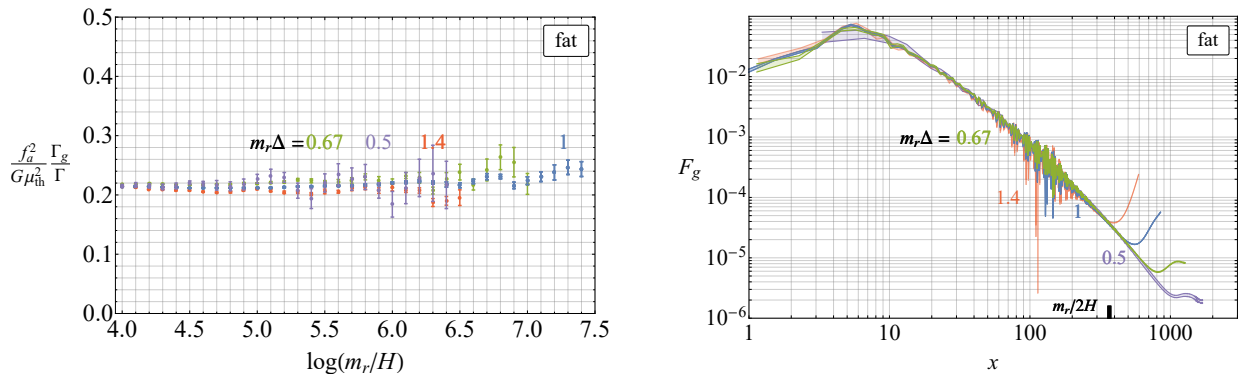 fat
0.5
0.4
0.3
0.2
0.1
0.0
f_a^2/(Gμ_th^2) Γ_g/Γ
m_rΔ = 0.67 0.5 1.4 1
4.0 4.5 5.0 5.5 6.0 6.5 7.0 7.5
log(m_r/H)
fat
10^-2
10^-3
10^-4
10^-5
10^-6
F_g
m_rΔ = 0.67
1.4
1
0.5
m_r/2H
1 10 100 1000
x